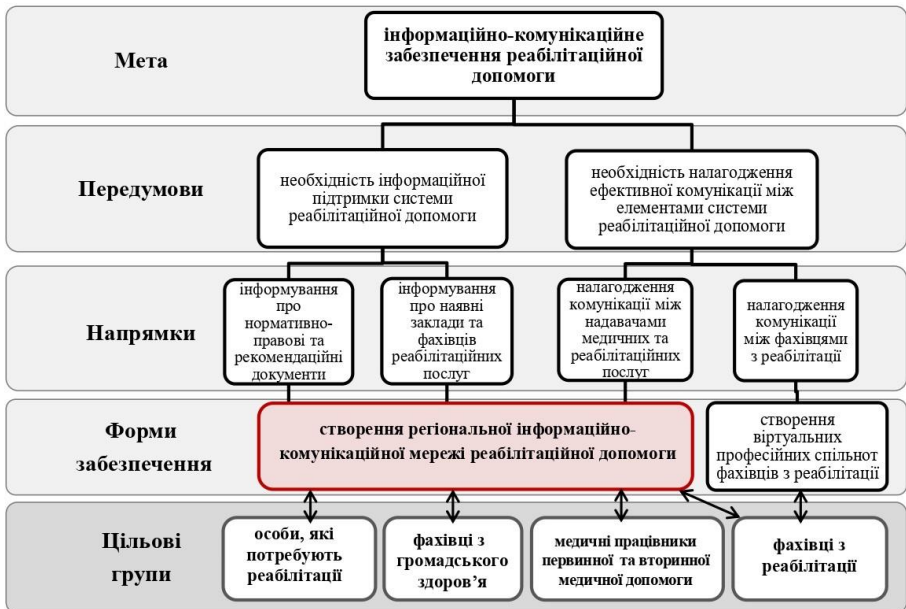 Мета
інформаційно-комунікаційне
забезпечення реабілітаційної
допомоги
Передумови
необхідність інформаційної
підтримки системи
реабілітаційної допомоги
необхідність налагодження
ефективної комунікації між
елементами системи
реабілітаційної допомоги
Напрямки
інформування
про
нормативно-
правові та
рекомендаційні
документи
інформування
про наявні
заклади та
фахівців
реабілітаційних
послуг
налагодження
комунікації між
надавачами
медичних та
реабілітаційних
послуг
налагодження
комунікації
між фахівцями
з реабілітації
Форми
забезпечення
створення регіональної інформаційно-
комунікаційної мережі реабілітаційної допомоги
створення
віртуальних
професійних спільнот
фахівців з реабілітації
Цільові
групи
особи, які
потребують
реабілітації
фахівці з
громадського
здоров’я
медичні працівники
первинної та вторинної
медичної допомоги
фахівці з
реабілітації